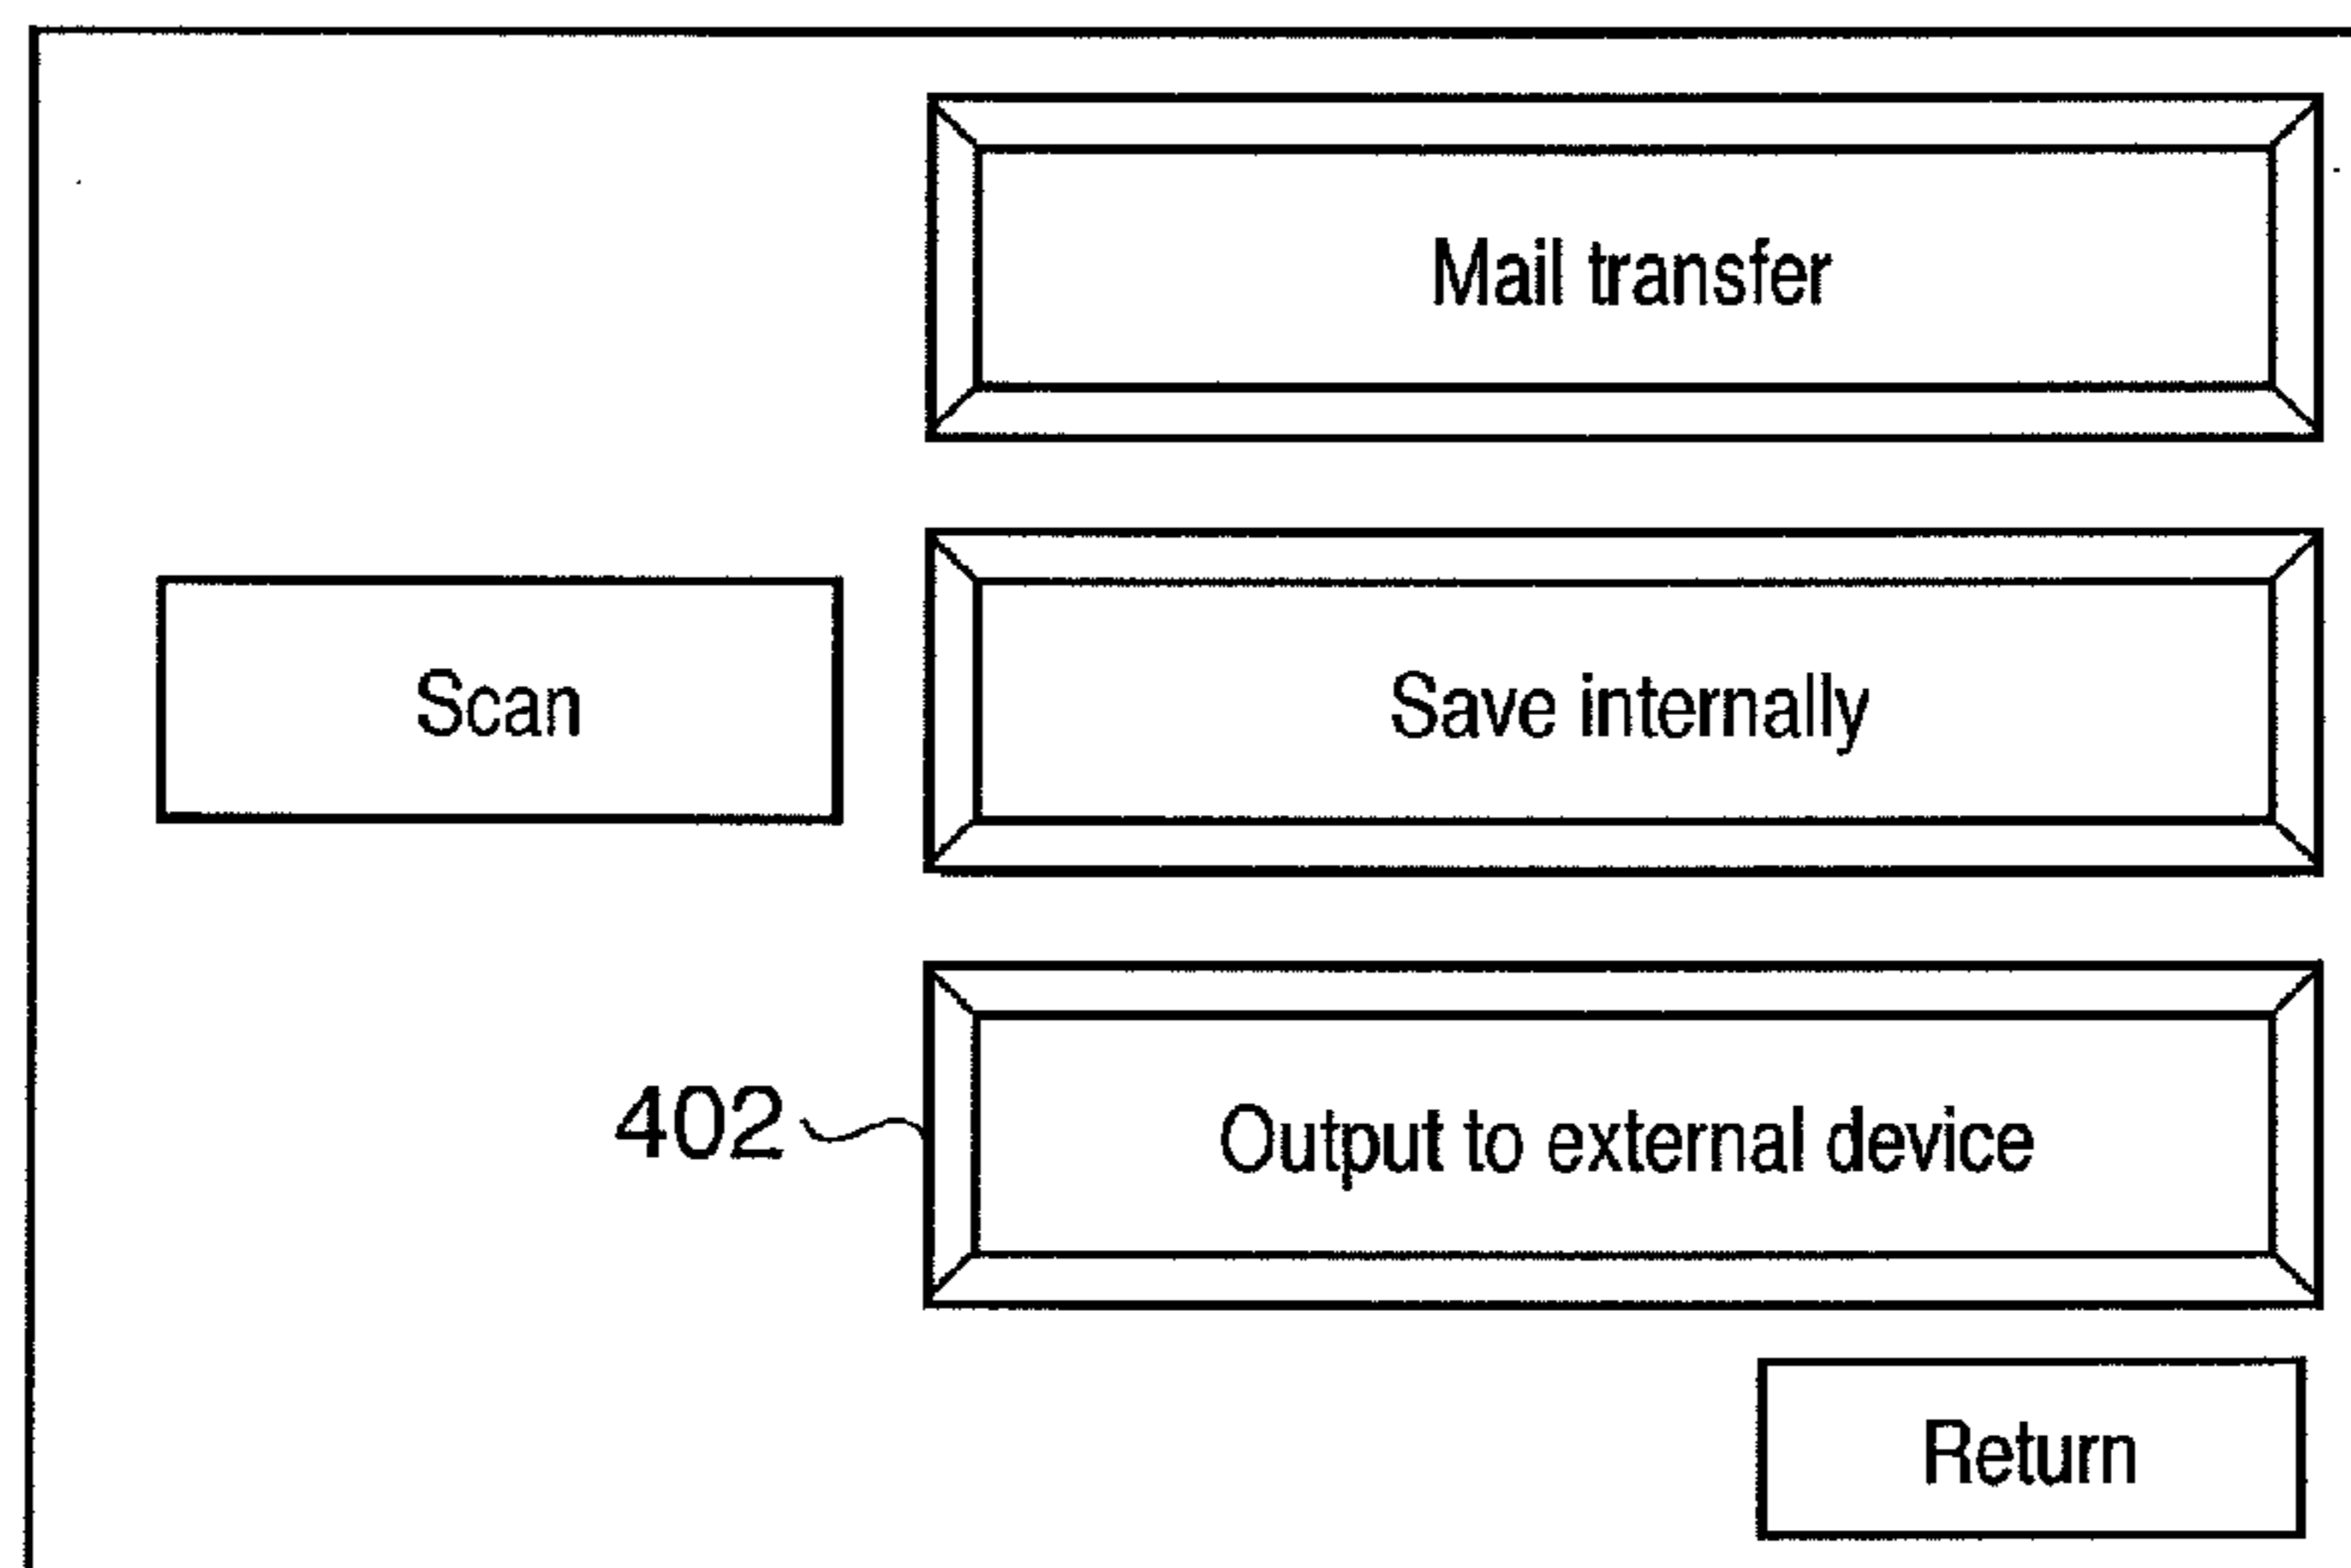 Mail transfer
Scan
Save internally
402
Output to external device
Return